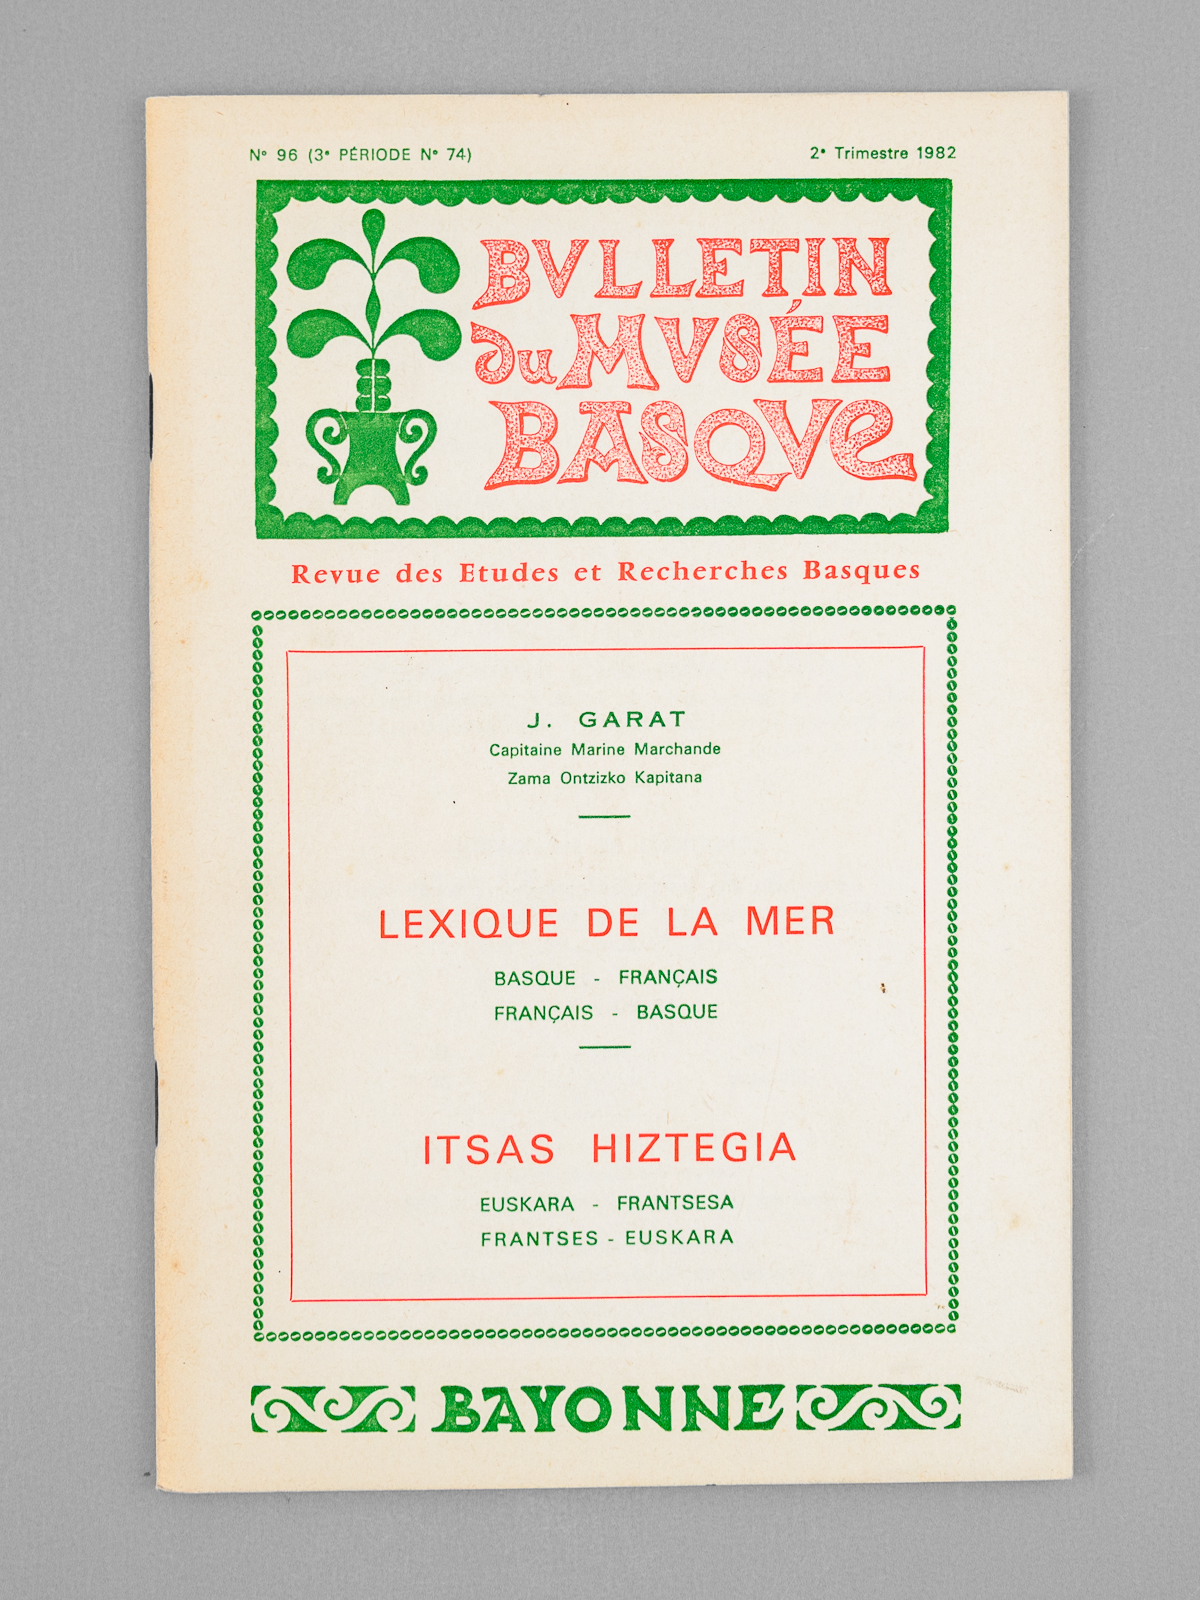 Nº 96 (3ᵉ PÉRIODE Nº 74)
2ᵉ Trimestre 1982
BVLLETIN
du MVSÉE
BASQVE
Revue des Etudes et Recherches Basques
J. GARAT
Capitaine Marine Marchande
Zama Ontzizko Kapitana
LEXIQUE DE LA MER
BASQUE - FRANÇAIS
FRANÇAIS - BASQUE
ITSAS HIZTEGIA
EUSKARA - FRANTSESA
FRANTSES - EUSKARA
BAYONNE